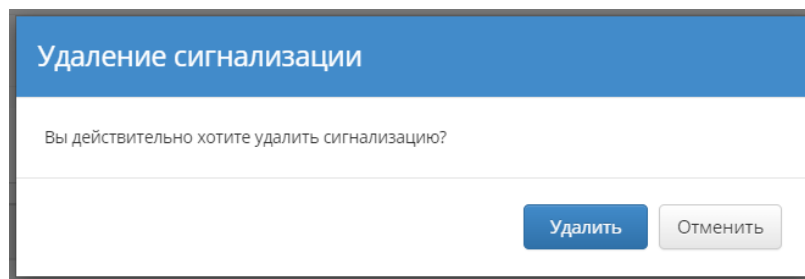 Удаление сигнализации
Вы действительно хотите удалить сигнализацию?
Удалить Отменить